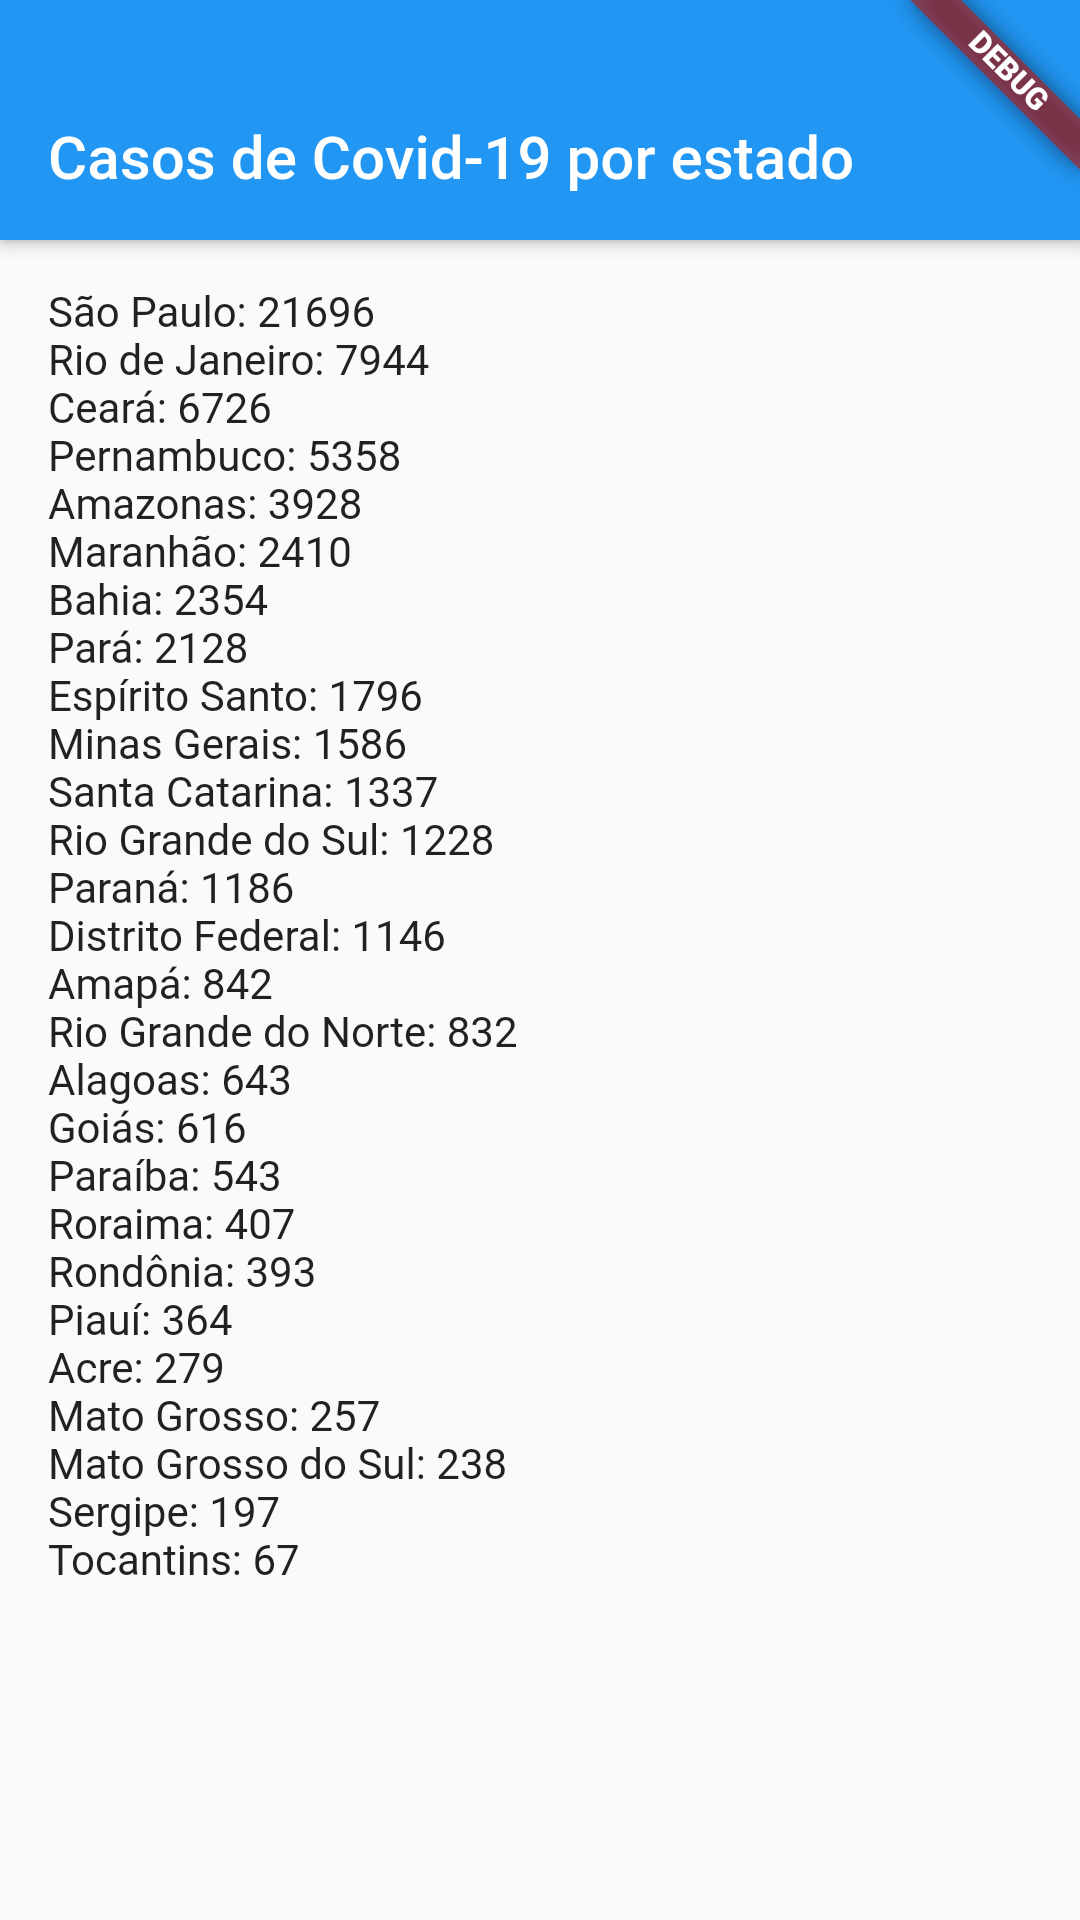 DEBUG
Casos de Covid-19 por estado
São Paulo: 21696
Rio de Janeiro: 7944
Ceará: 6726
Pernambuco: 5358
Amazonas: 3928
Maranhão: 2410
Bahia: 2354
Pará: 2128
Espírito Santo: 1796
Minas Gerais: 1586
Santa Catarina: 1337
Rio Grande do Sul: 1228
Paraná: 1186
Distrito Federal: 1146
Amapá: 842
Rio Grande do Norte: 832
Alagoas: 643
Goiás: 616
Paraíba: 543
Roraima: 407
Rondônia: 393
Piauí: 364
Acre: 279
Mato Grosso: 257
Mato Grosso do Sul: 238
Sergipe: 197
Tocantins: 67